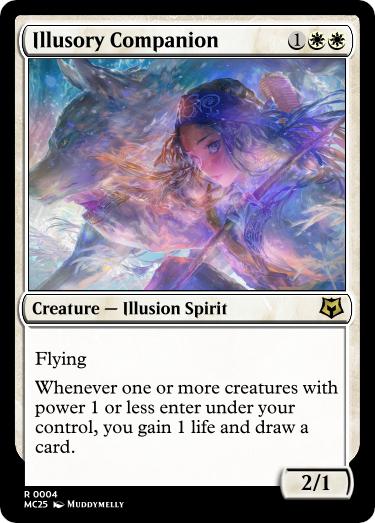 Illusory Companion 1
Creature — Illusion Spirit
Flying
Whenever one or more creatures with
power 1 or less enter under your
control, you gain 1 life and draw a
card.
2/1
R 0004
MC25 MUDDYMELLY